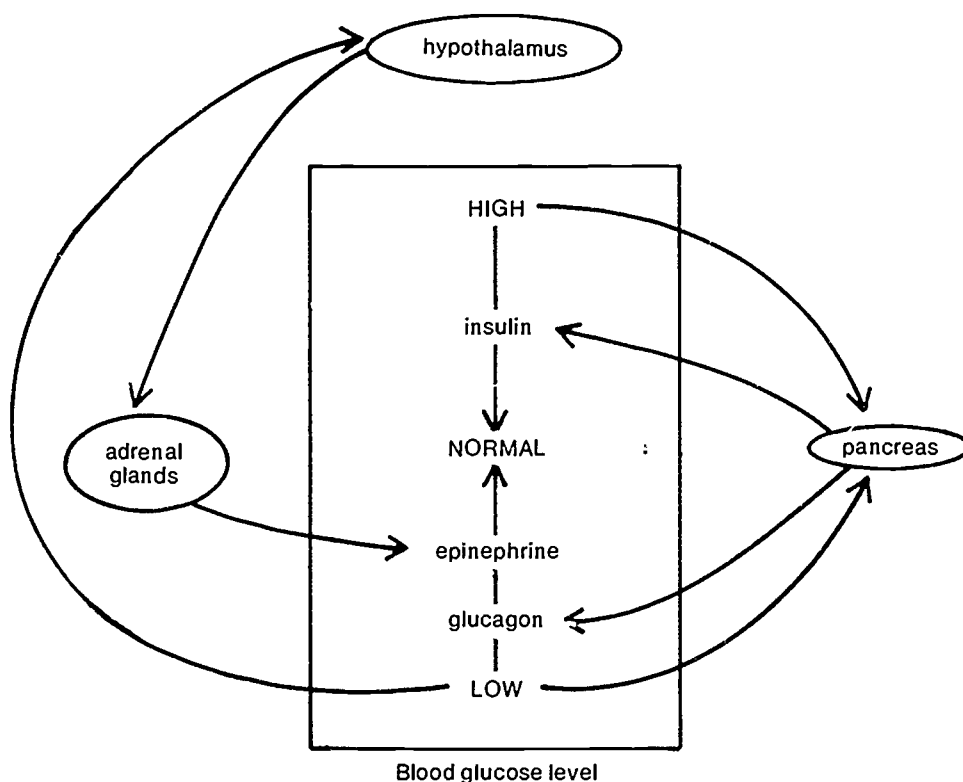 hypothalamus
HIGH
insulin
adrenal
glands
NORMAL
pancreas
epinephrine
glucagon
LOW
Blood glucose level